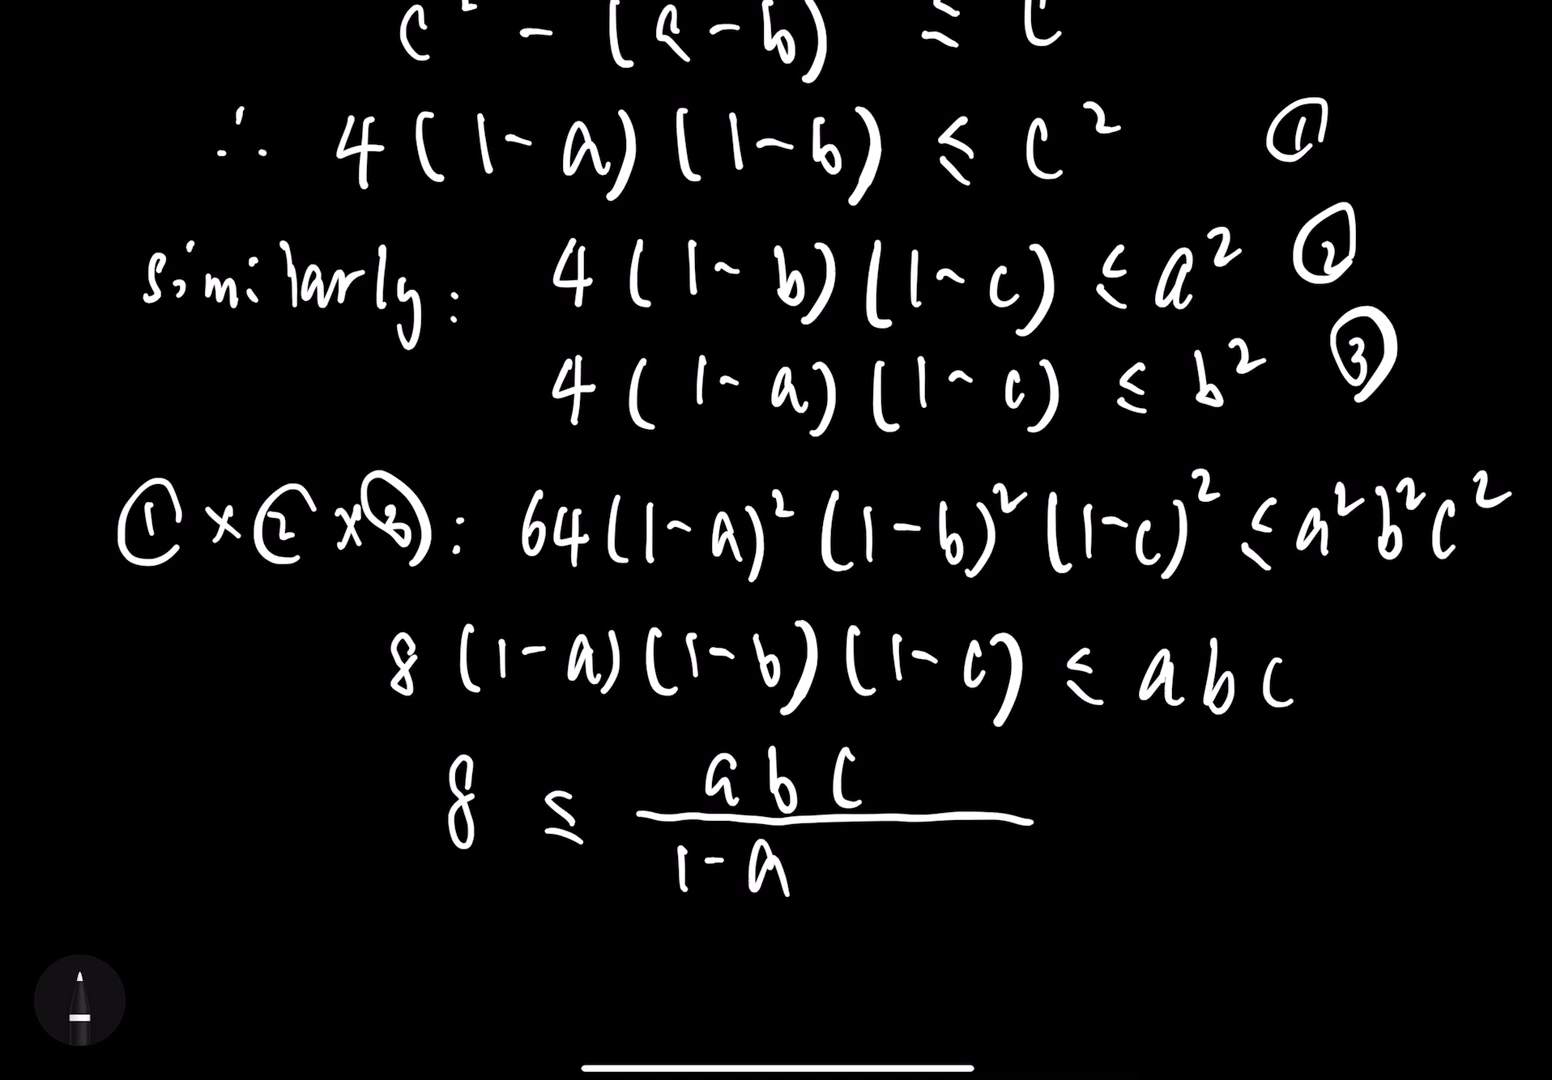 c² - (a-b) ≤ c
∴ 4(1-a)(1-b) ≤ c² ①
similarly: 4(1-b)(1-c) ≤ a² ②
4(1-a)(1-c) ≤ b² ③
①×②×③: 64(1-a)²(1-b)²(1-c)² ≤ a²b²c²
8(1-a)(1-b)(1-c) ≤ abc
8 ≤ abc
1-a